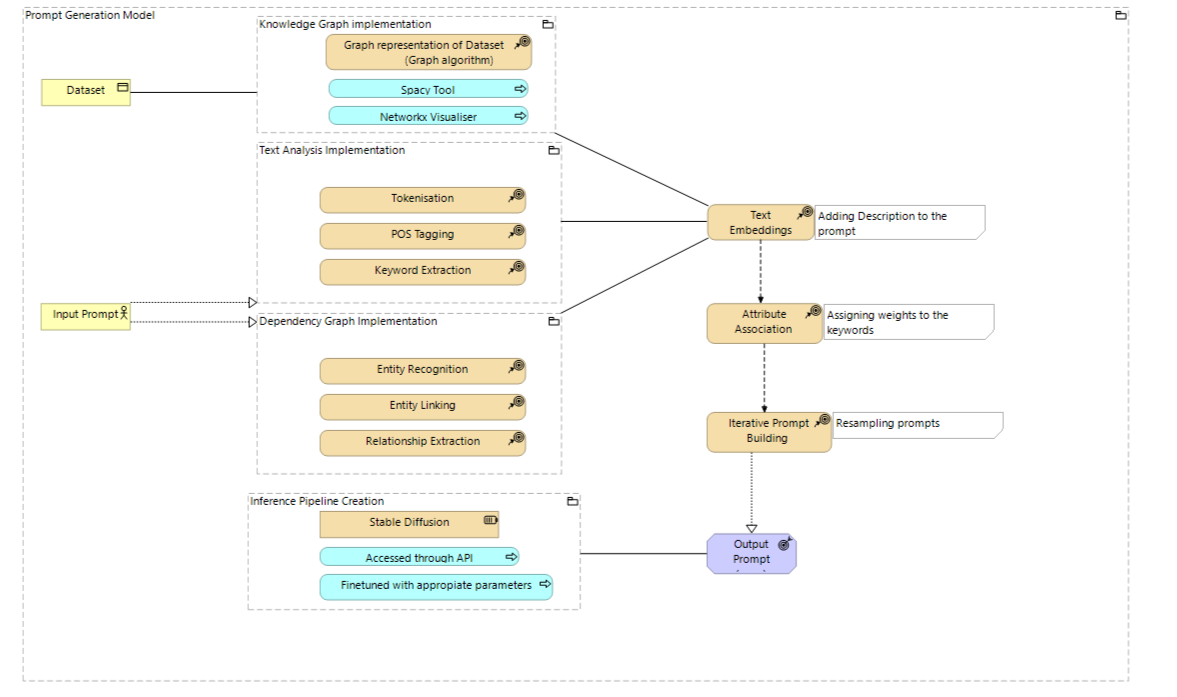 Prompt Generation Model
Knowledge Graph implementation
Graph representation of Dataset
(Graph algorithm)
Spacy Tool
Networkx Visualiser
Dataset
Text Analysis Implementation
Tokenisation
POS Tagging
Keyword Extraction
Input Prompt
Dependency Graph Implementation
Entity Recognition
Entity Linking
Relationship Extraction
Inference Pipeline Creation
Stable Diffusion
Accessed through API
Finetuned with appropiate parameters
Text
Embeddings
Adding Description to the
prompt
Attribute
Association
Assigning weights to the
keywords
Iterative Prompt
Building
Resampling prompts
Output
Prompt